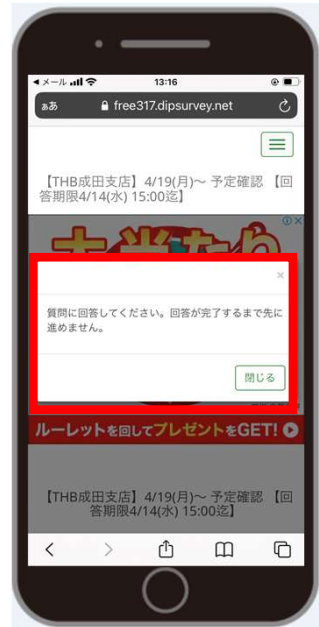 メール
13:16
ぁあ
free317.dipsurvey.net
【THB成田支店】4/19(月)～ 予定確認 【回
答期限4/14(水) 15:00迄】
大当たり
×
質問に回答してください。回答が完了するまで先に
進めません。
閉じる
ルーレットを回してプレゼントをGET!
【THB成田支店】4/19(月)～ 予定確認 【回
答期限4/14(水) 15:00迄】